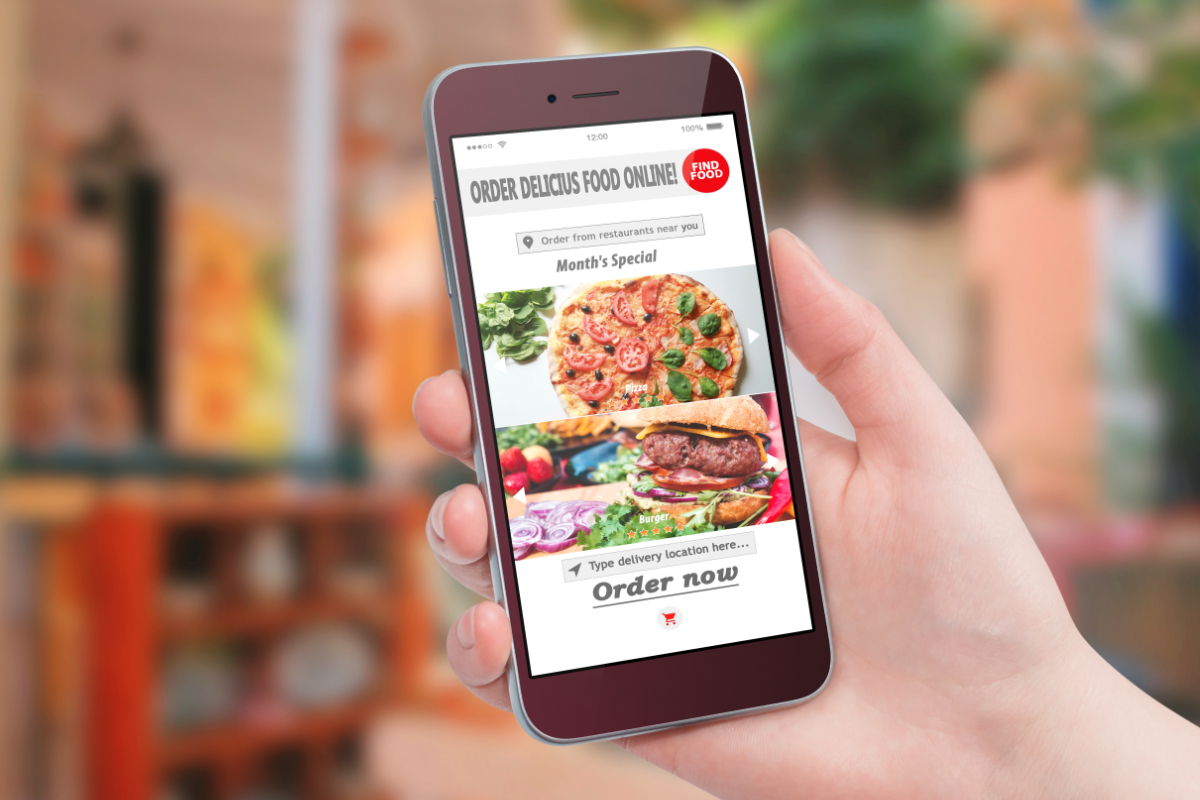 12:00
100%
ORDER DELICIUS FOOD ONLINE!
FIND
FOOD
Order from restaurants near you
Month's Special
Pizza
Burger
Type delivery location here...
Order now